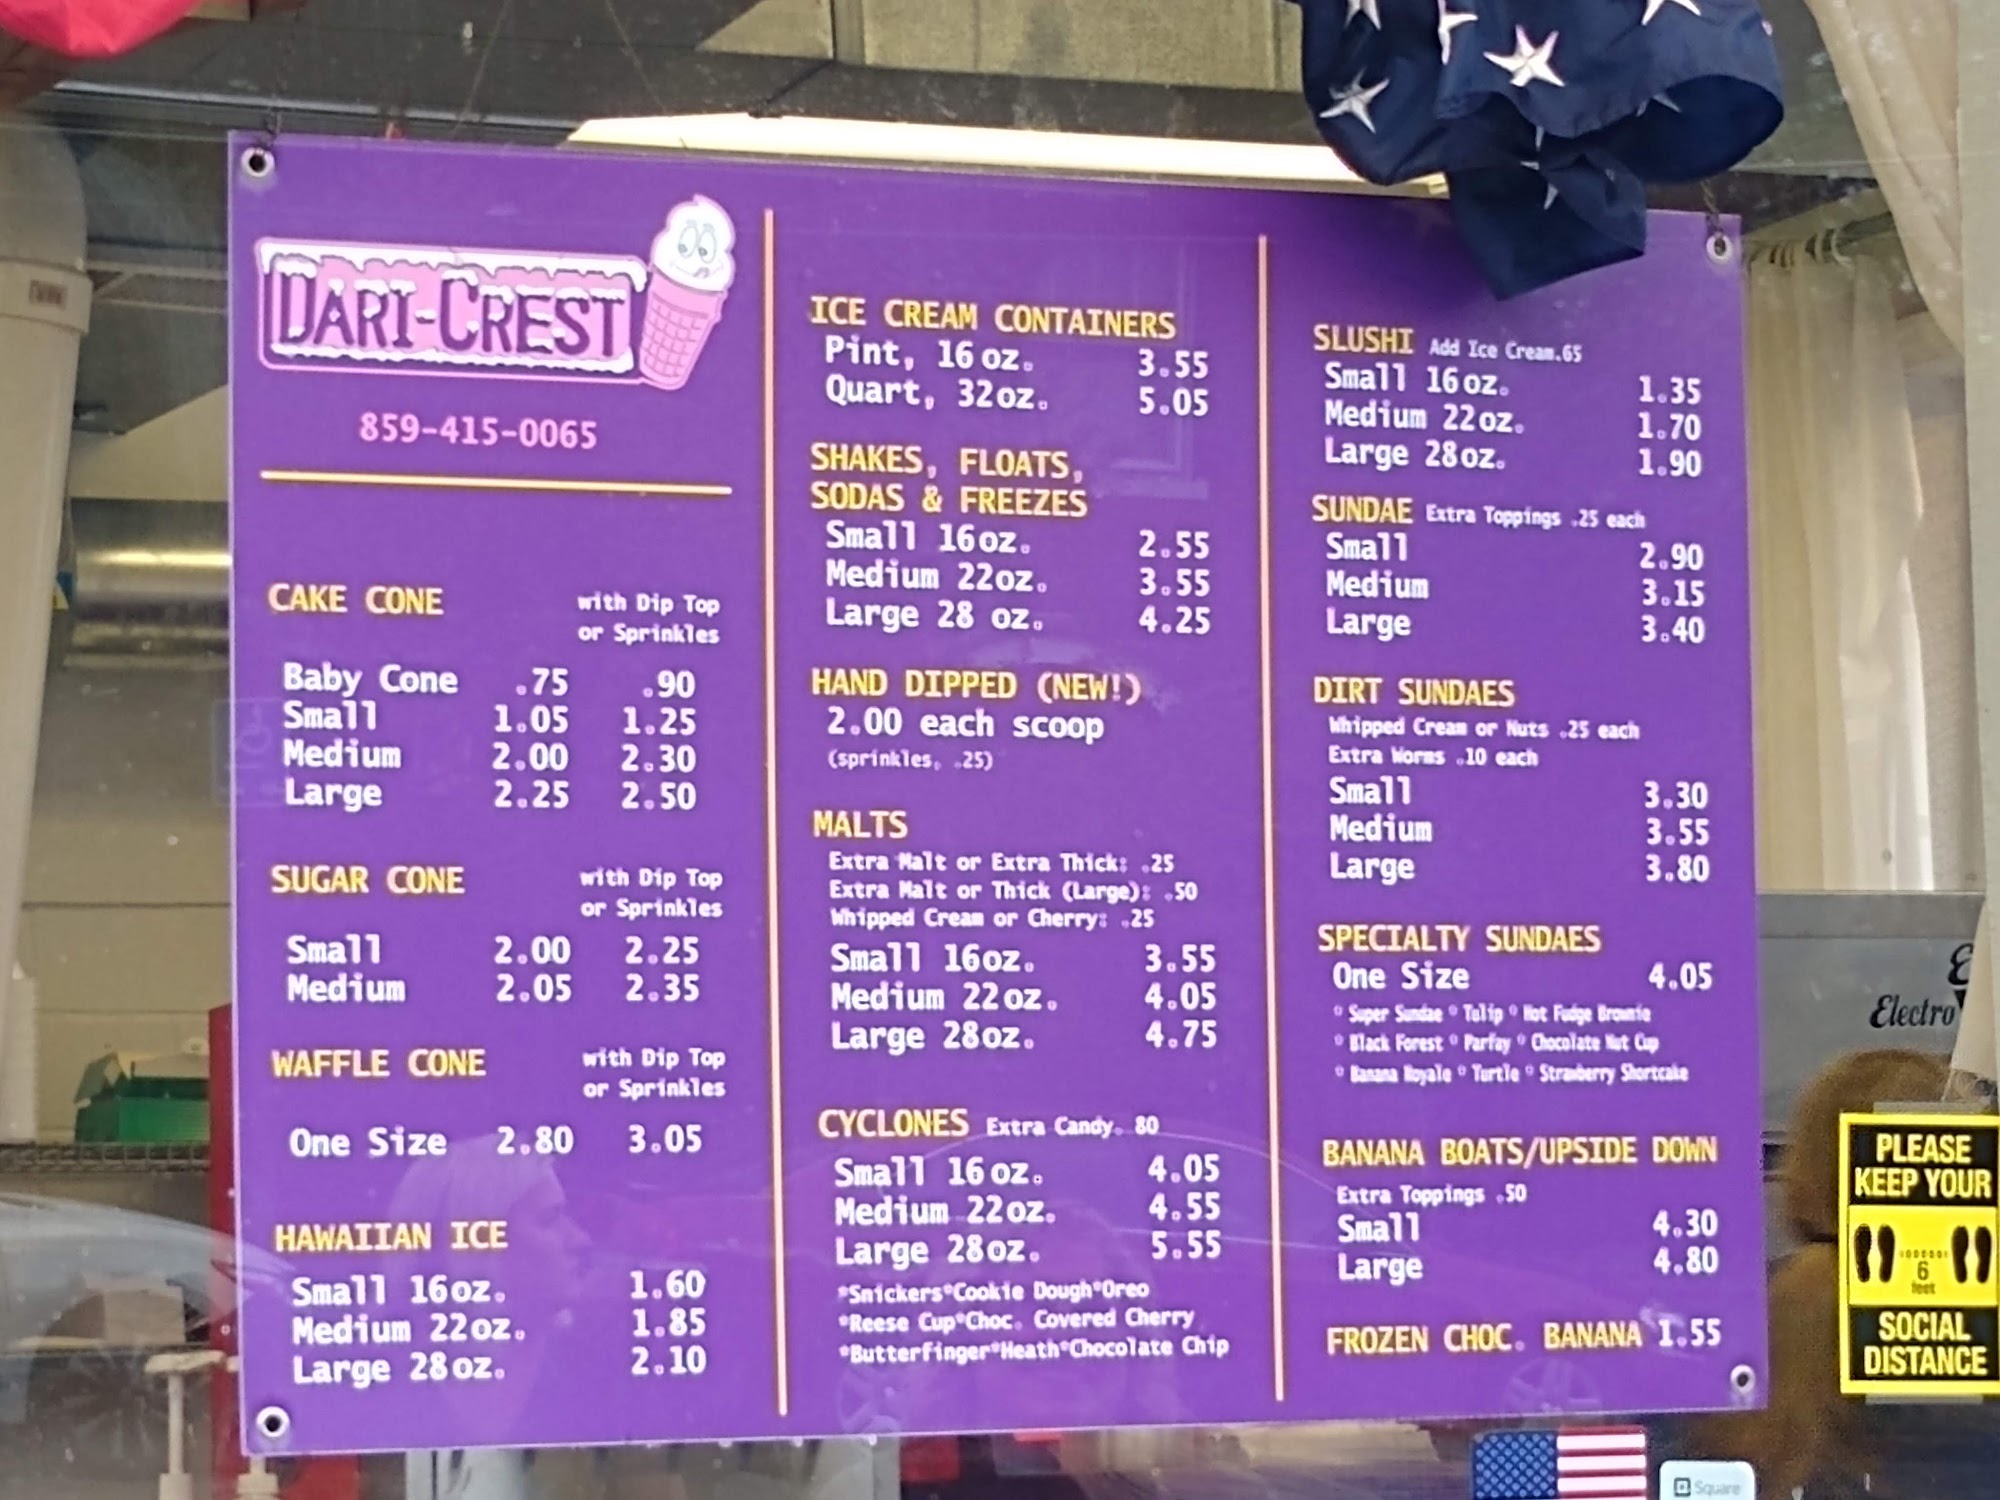 DARI-CREST
859-415-0065
CAKE CONE with Dip Top
or Sprinkles
Baby Cone .75 .90
Small 1.05 1.25
Medium 2.00 2.30
Large 2.25 2.50
SUGAR CONE with Dip Top
or Sprinkles
Small 2.00 2.25
Medium 2.05 2.35
WAFFLE CONE with Dip Top
or Sprinkles
One Size 2.80 3.05
HAWAIIAN ICE
Small 16oz. 1.60
Medium 22oz. 1.85
Large 28oz. 2.10
ICE CREAM CONTAINERS
Pint, 16 oz. 3.55
Quart, 32oz. 5.05
SHAKES, FLOATS,
SODAS & FREEZES
Small 16oz. 2.55
Medium 22oz. 3.55
Large 28 oz. 4.25
HAND DIPPED (NEW!)
2.00 each scoop
(sprinkles, .25)
MALTS
Extra Malt or Extra Thick: .25
Extra Malt or Thick (Large): .50
Whipped Cream or Cherry: .25
Small 16oz. 3.55
Medium 22oz. 4.05
Large 28oz. 4.75
CYCLONES Extra Candy. 80
Small 16oz. 4.05
Medium 22oz. 4.55
Large 28oz. 5.55
*Snickers*Cookie Dough*Oreo
*Reese Cup*Choc. Covered Cherry
*Butterfinger*Heath*Chocolate Chip
SLUSHI Add Ice Cream.65
Small 16oz. 1.35
Medium 22oz. 1.70
Large 28oz. 1.90
SUNDAE Extra Toppings .25 each
Small 2.90
Medium 3.15
Large 3.40
DIRT SUNDAES
Whipped Cream or Nuts .25 each
Extra Worms .10 each
Small 3.30
Medium 3.55
Large 3.80
SPECIALTY SUNDAES
One Size 4.05
* Super Sundae * Tulip * Hot Fudge Brownie
* Black Forest * Parfay * Chocolate Nut Cup
* Banana Royale * Turtle * Strawberry Shortcake
BANANA BOATS/UPSIDE DOWN
Extra Toppings .50
Small 4.30
Large 4.80
FROZEN CHOC. BANANA 1.55
Electro
PLEASE
KEEP YOUR
6
feet
SOCIAL
DISTANCE
Square